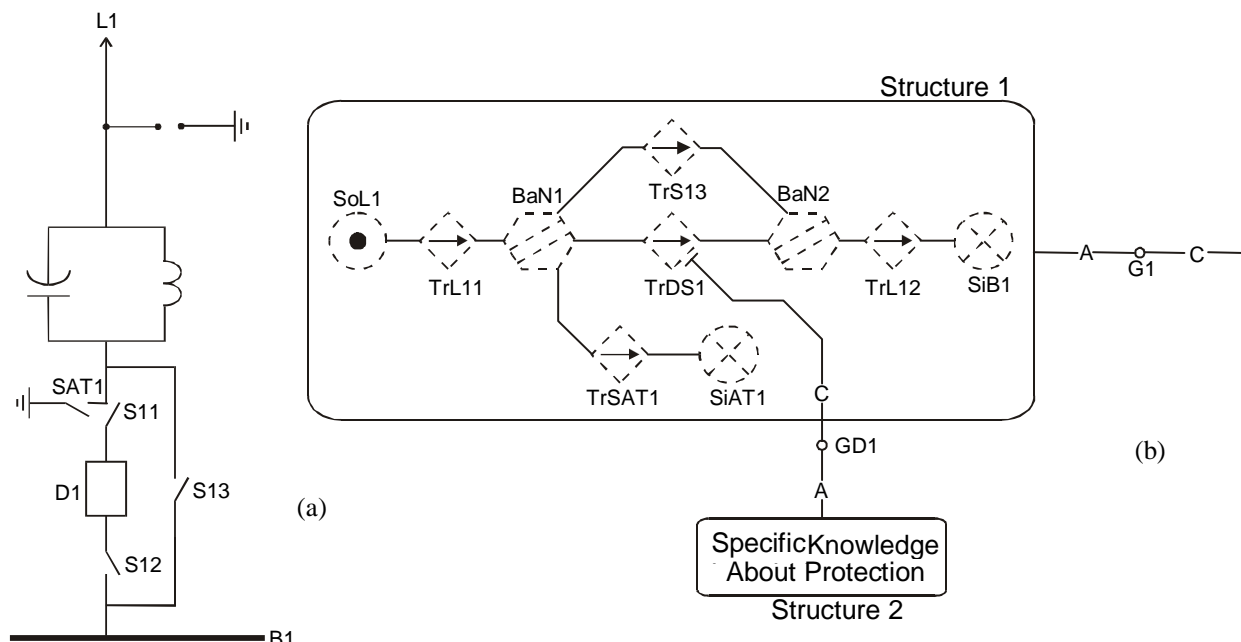 L1
SAT1
S11
D1
S13
S12
B1
(a)
Structure 1
SoL1
TrL11
BaN1
TrS13
TrDS1
BaN2
TrL12
SiB1
TrSAT1
SiAT1
C
GD1
A
A
G1
C
(b)
Specific Knowledge
About Protection
Structure 2